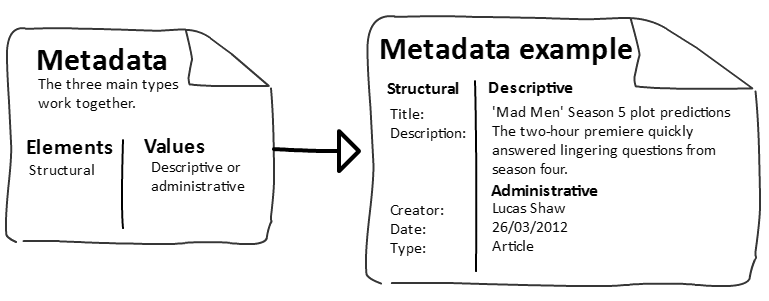 Metadata
The three main types
work together.
Elements
Values
Structural
Descriptive or
administrative
Metadata example
Structural
Descriptive
Title:
'Mad Men' Season 5 plot predictions
Description:
The two-hour premiere quickly
answered lingering questions from
season four.
Administrative
Creator:
Lucas Shaw
Date:
26/03/2012
Type:
Article